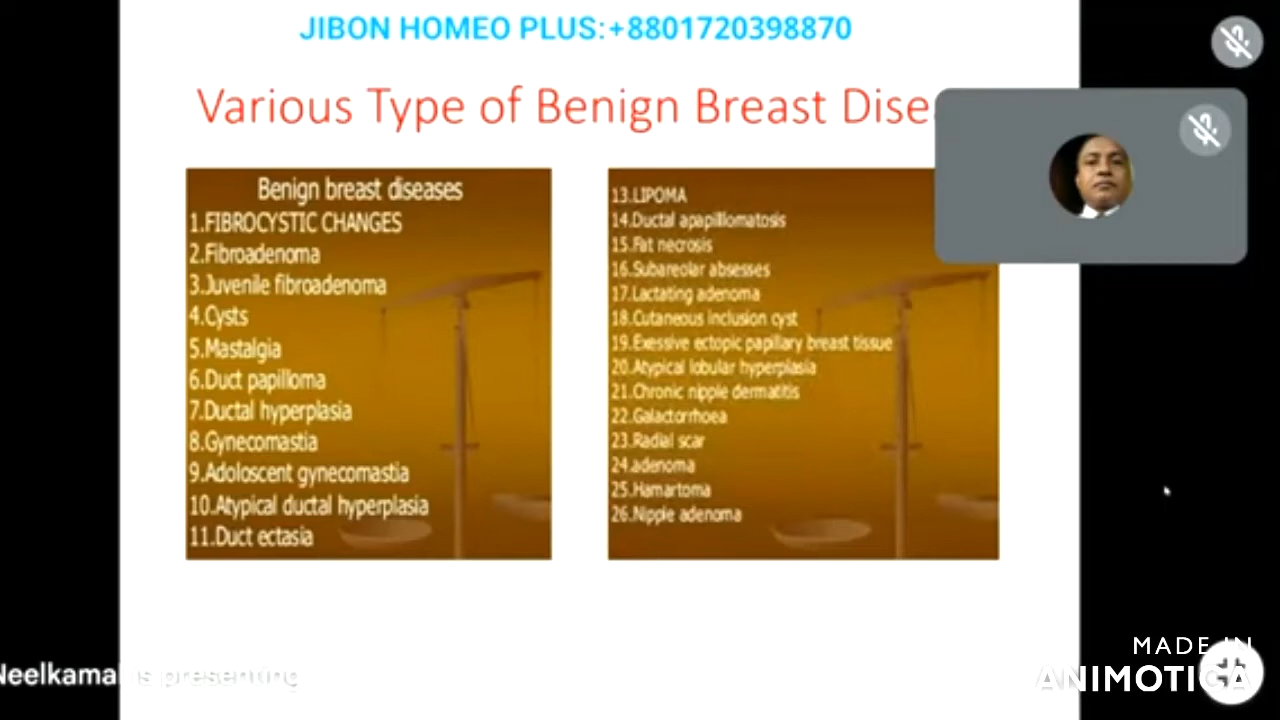 JIBON HOMEO PLUS:+8801720398870
Various Type of Benign Breast Dise
Benign breast diseases
1.FIBROCYSTIC CHANGES
2.Fibroadenoma
3.Juvenile fibroadenoma
4.Cysts
5.Mastalgia
6.Duct papilloma
7.Ductal hyperplasia
8.Gynecomastia
9.Adoloscent gynecomastia
10.Atypical ductal hyperplasia
11.Duct ectasia
13.LIPOMA
14.Ductal apapillomatosis
15.Fat necrosis
16.Subareolar absesses
17.Lactating adenoma
18.Cutaneous inclusion cyst
19.Exessive ectopic papillary breast tissue
20.Atypical lobular hyperplasia
21.Chronic nipple dermatitis
22.Galactorrhoea
23.Radial scar
24.adenoma
25.Hamartoma
26.Nipple adenoma
Neelkamal is presenting
MADE IN
ANIMOTICA